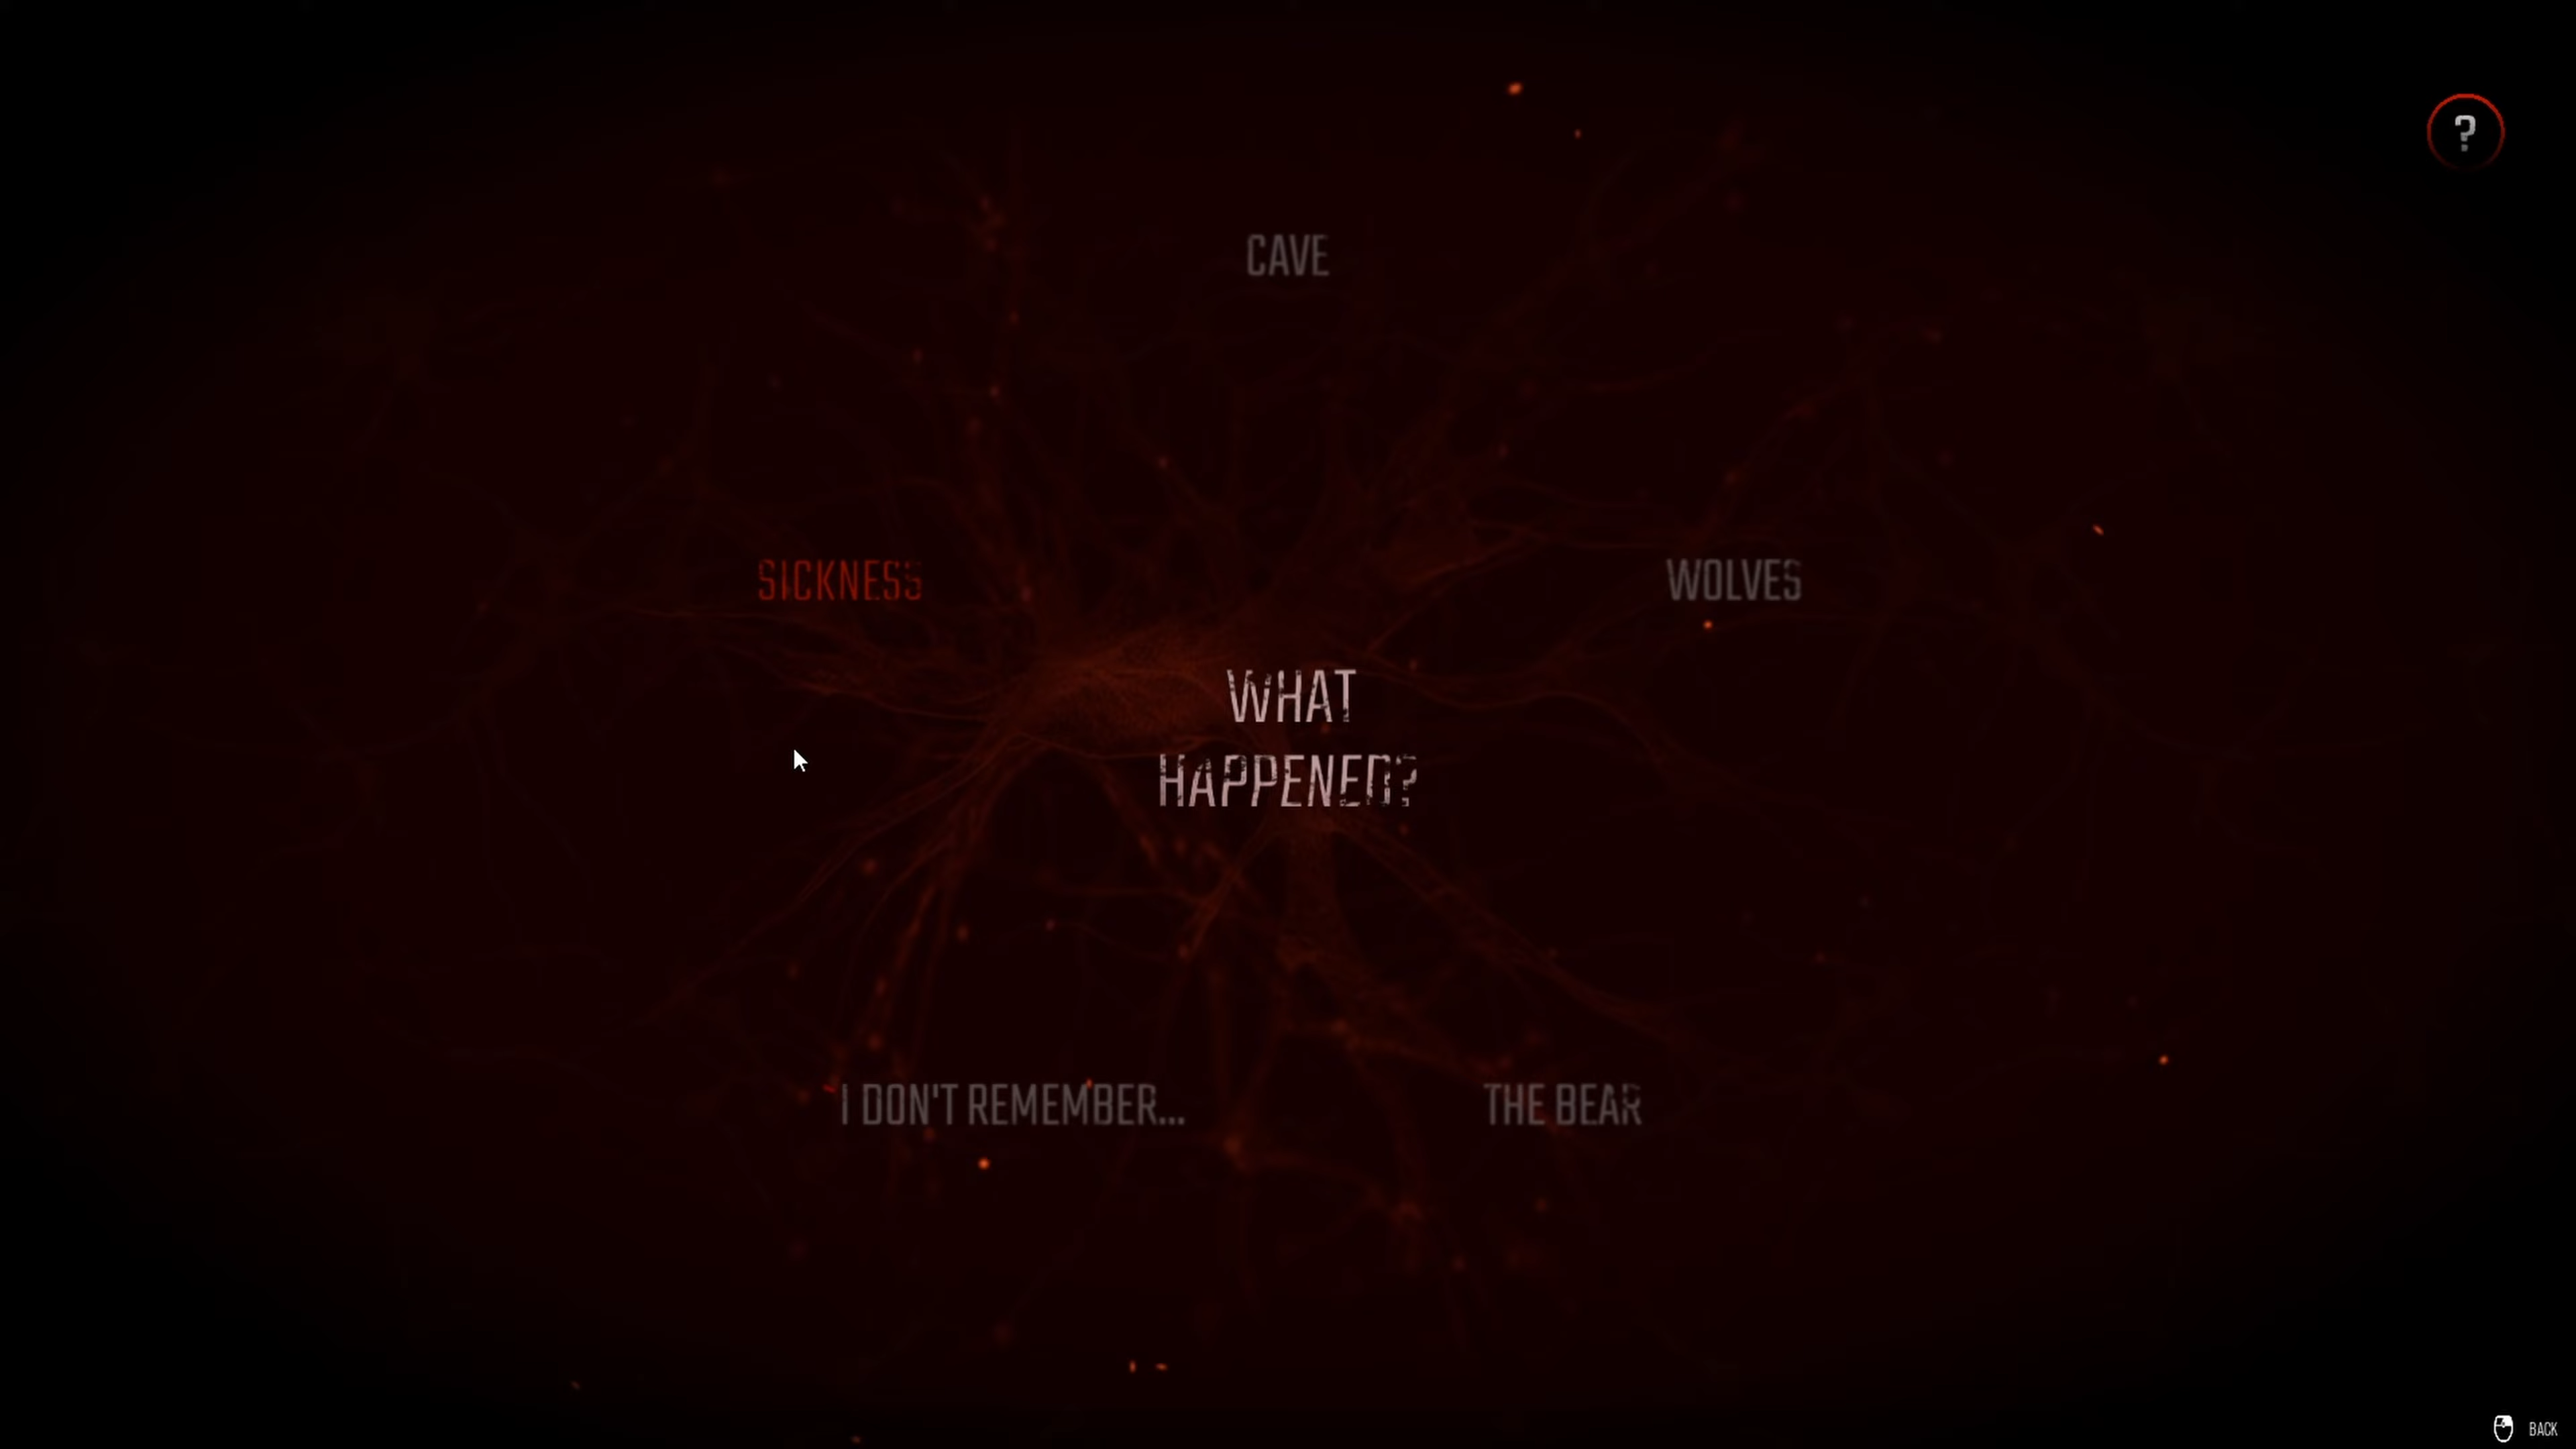 ?
CAVE
SICKNESS
WOLVES
WHAT
HAPPENED?
I DON'T REMEMBER...
THE BEAR
BACK